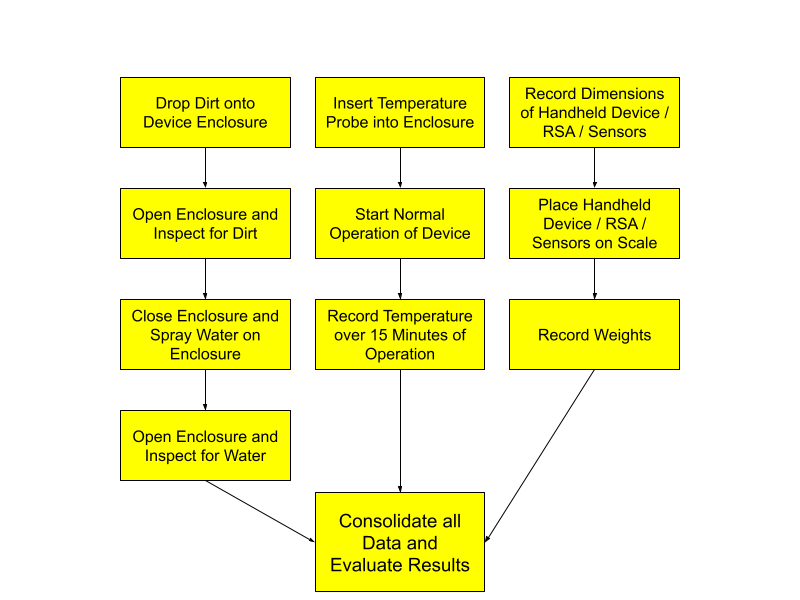 Drop Dirt onto
Device Enclosure
Open Enclosure and
Inspect for Dirt
Close Enclosure and
Spray Water on
Enclosure
Open Enclosure and
Inspect for Water
Insert Temperature
Probe into Enclosure
Start Normal
Operation of Device
Record Temperature
over 15 Minutes of
Operation
Record Dimensions
of Handheld Device /
RSA / Sensors
Place Handheld
Device / RSA /
Sensors on Scale
Record Weights
Consolidate all
Data and
Evaluate Results